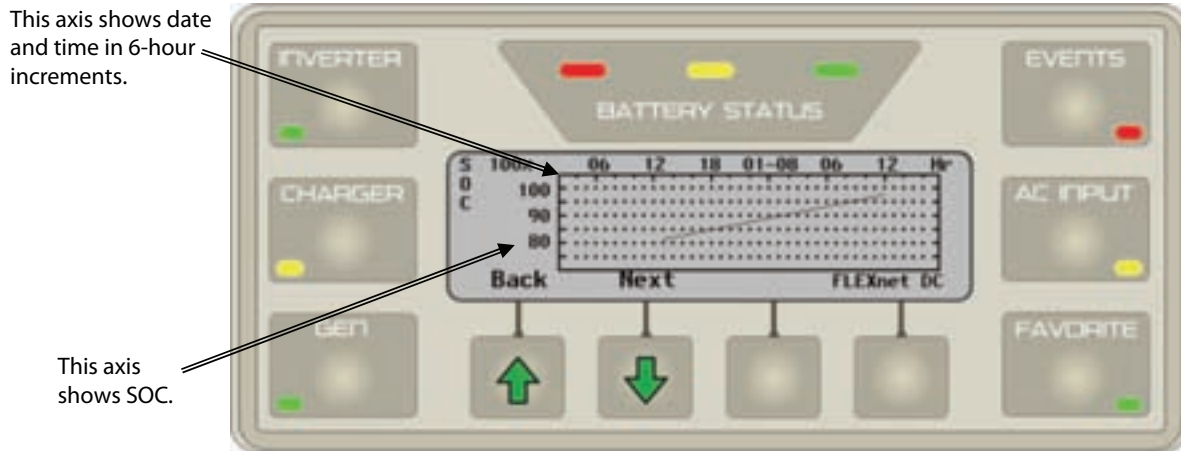 This axis shows date
and time in 6-hour
increments.
INVERTER
EVENTS
BATTERY STATUS
S 100% 06 12 18 01-08 06 12 Hr
O 100
C 90
80
CHARGER
AC INPUT
Back Next FLEXnet DC
GEN
FAVORITE
This axis
shows SOC.